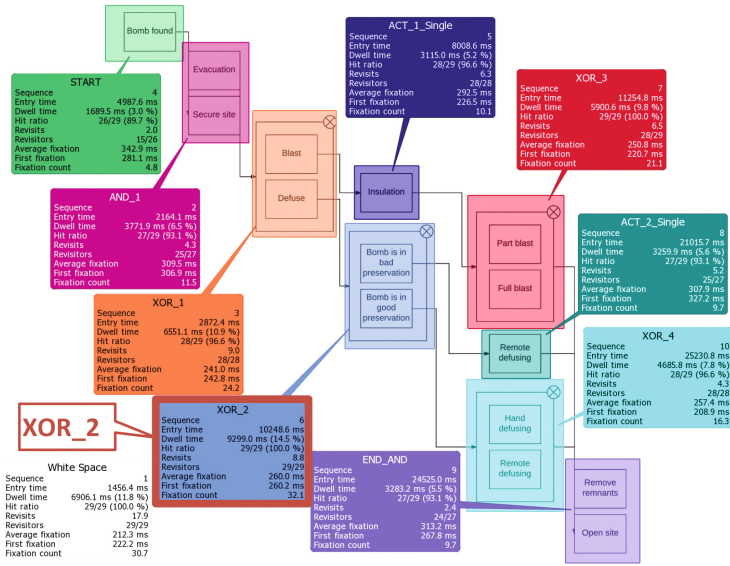 Bomb found
Evacuation
Secure site
START
Sequence 4
Entry time 4987.6 ms
Dwell time 1689.5 ms (3.0 %)
Hit ratio 26/29 (89.7 %)
Revisits 2.0
Revisitors 15/26
Average fixation 342.9 ms
First fixation 281.1 ms
Fixation count 4.8
ACT_1_Single
Sequence 5
Entry time 8008.6 ms
Dwell time 3115.0 ms (5.2 %)
Hit ratio 28/29 (96.6 %)
Revisits 6.3
Revisitors 28/28
Average fixation 292.5 ms
First fixation 226.5 ms
Fixation count 10.1
XOR_3
Sequence 7
Entry time 11254.8 ms
Dwell time 5900.6 ms (9.8 %)
Hit ratio 29/29 (100.0 %)
Revisits 6.5
Revisitors 28/29
Average fixation 250.8 ms
First fixation 220.7 ms
Fixation count 21.1
Blast
Defuse
Insulation
AND_1
Sequence 2
Entry time 2164.1 ms
Dwell time 3771.9 ms (6.5 %)
Hit ratio 27/29 (93.1 %)
Revisits 4.3
Revisitors 25/27
Average fixation 309.5 ms
First fixation 306.9 ms
Fixation count 11.5
Bomb is in
bad
preservation
Bomb is in
good
preservation
Part blast
Full blast
ACT_2_Single
Sequence 8
Entry time 21015.7 ms
Dwell time 3259.9 ms (5.6 %)
Hit ratio 27/29 (93.1 %)
Revisits 5.2
Revisitors 25/27
Average fixation 307.9 ms
First fixation 327.2 ms
Fixation count 9.7
XOR_1
Sequence 3
Entry time 2872.4 ms
Dwell time 6551.1 ms (10.9 %)
Hit ratio 28/29 (96.6 %)
Revisits 9.0
Revisitors 28/28
Average fixation 241.0 ms
First fixation 242.8 ms
Fixation count 24.2
Remote
defusing
XOR_4
Sequence 10
Entry time 25230.8 ms
Dwell time 4685.8 ms (7.8 %)
Hit ratio 28/29 (96.6 %)
Revisits 4.3
Revisitors 28/28
Average fixation 257.4 ms
First fixation 208.9 ms
Fixation count 16.3
Hand
defusing
Remote
defusing
XOR_2
XOR_2
Sequence 6
Entry time 10248.6 ms
Dwell time 9299.0 ms (14.5 %)
Hit ratio 29/29 (100.0 %)
Revisits 8.8
Revisitors 29/29
Average fixation 260.0 ms
First fixation 260.2 ms
Fixation count 32.1
White Space
Sequence 1
Entry time 1456.4 ms
Dwell time 6906.1 ms (11.8 %)
Hit ratio 29/29 (100.0 %)
Revisits 17.9
Revisitors 29/29
Average fixation 212.3 ms
First fixation 222.2 ms
Fixation count 30.7
END_AND
Sequence 9
Entry time 24525.0 ms
Dwell time 3283.2 ms (5.5 %)
Hit ratio 27/29 (93.1 %)
Revisits 2.4
Revisitors 24/27
Average fixation 313.2 ms
First fixation 267.8 ms
Fixation count 9.7
Remove
remnants
Open site